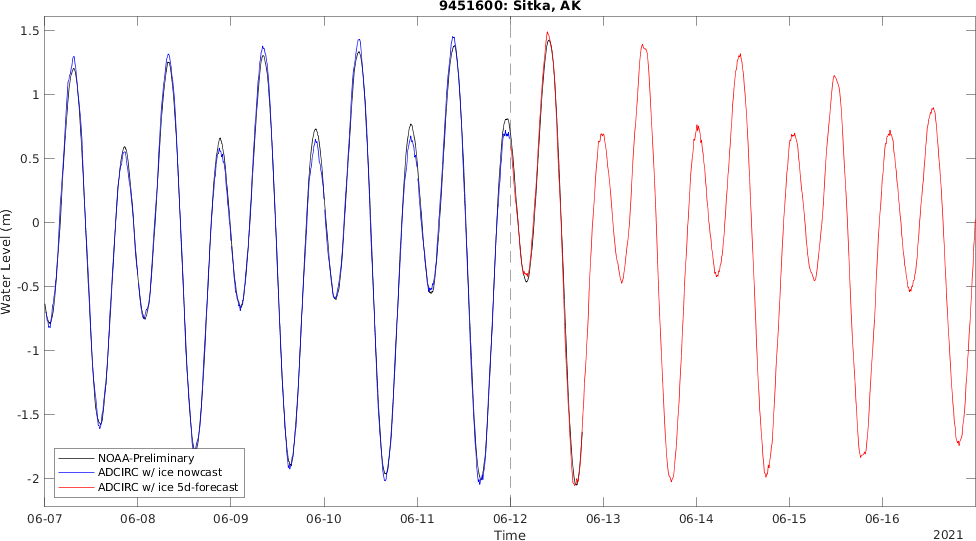 9451600: Sitka, AK
Water Level (m)
1.5
1
0.5
0
-0.5
-1
-1.5
-2
NOAA-Preliminary
ADCIRC w/ ice nowcast
ADCIRC w/ ice 5d-forecast
06-07 06-08 06-09 06-10 06-11 06-12 06-13 06-14 06-15 06-16
Time
2021